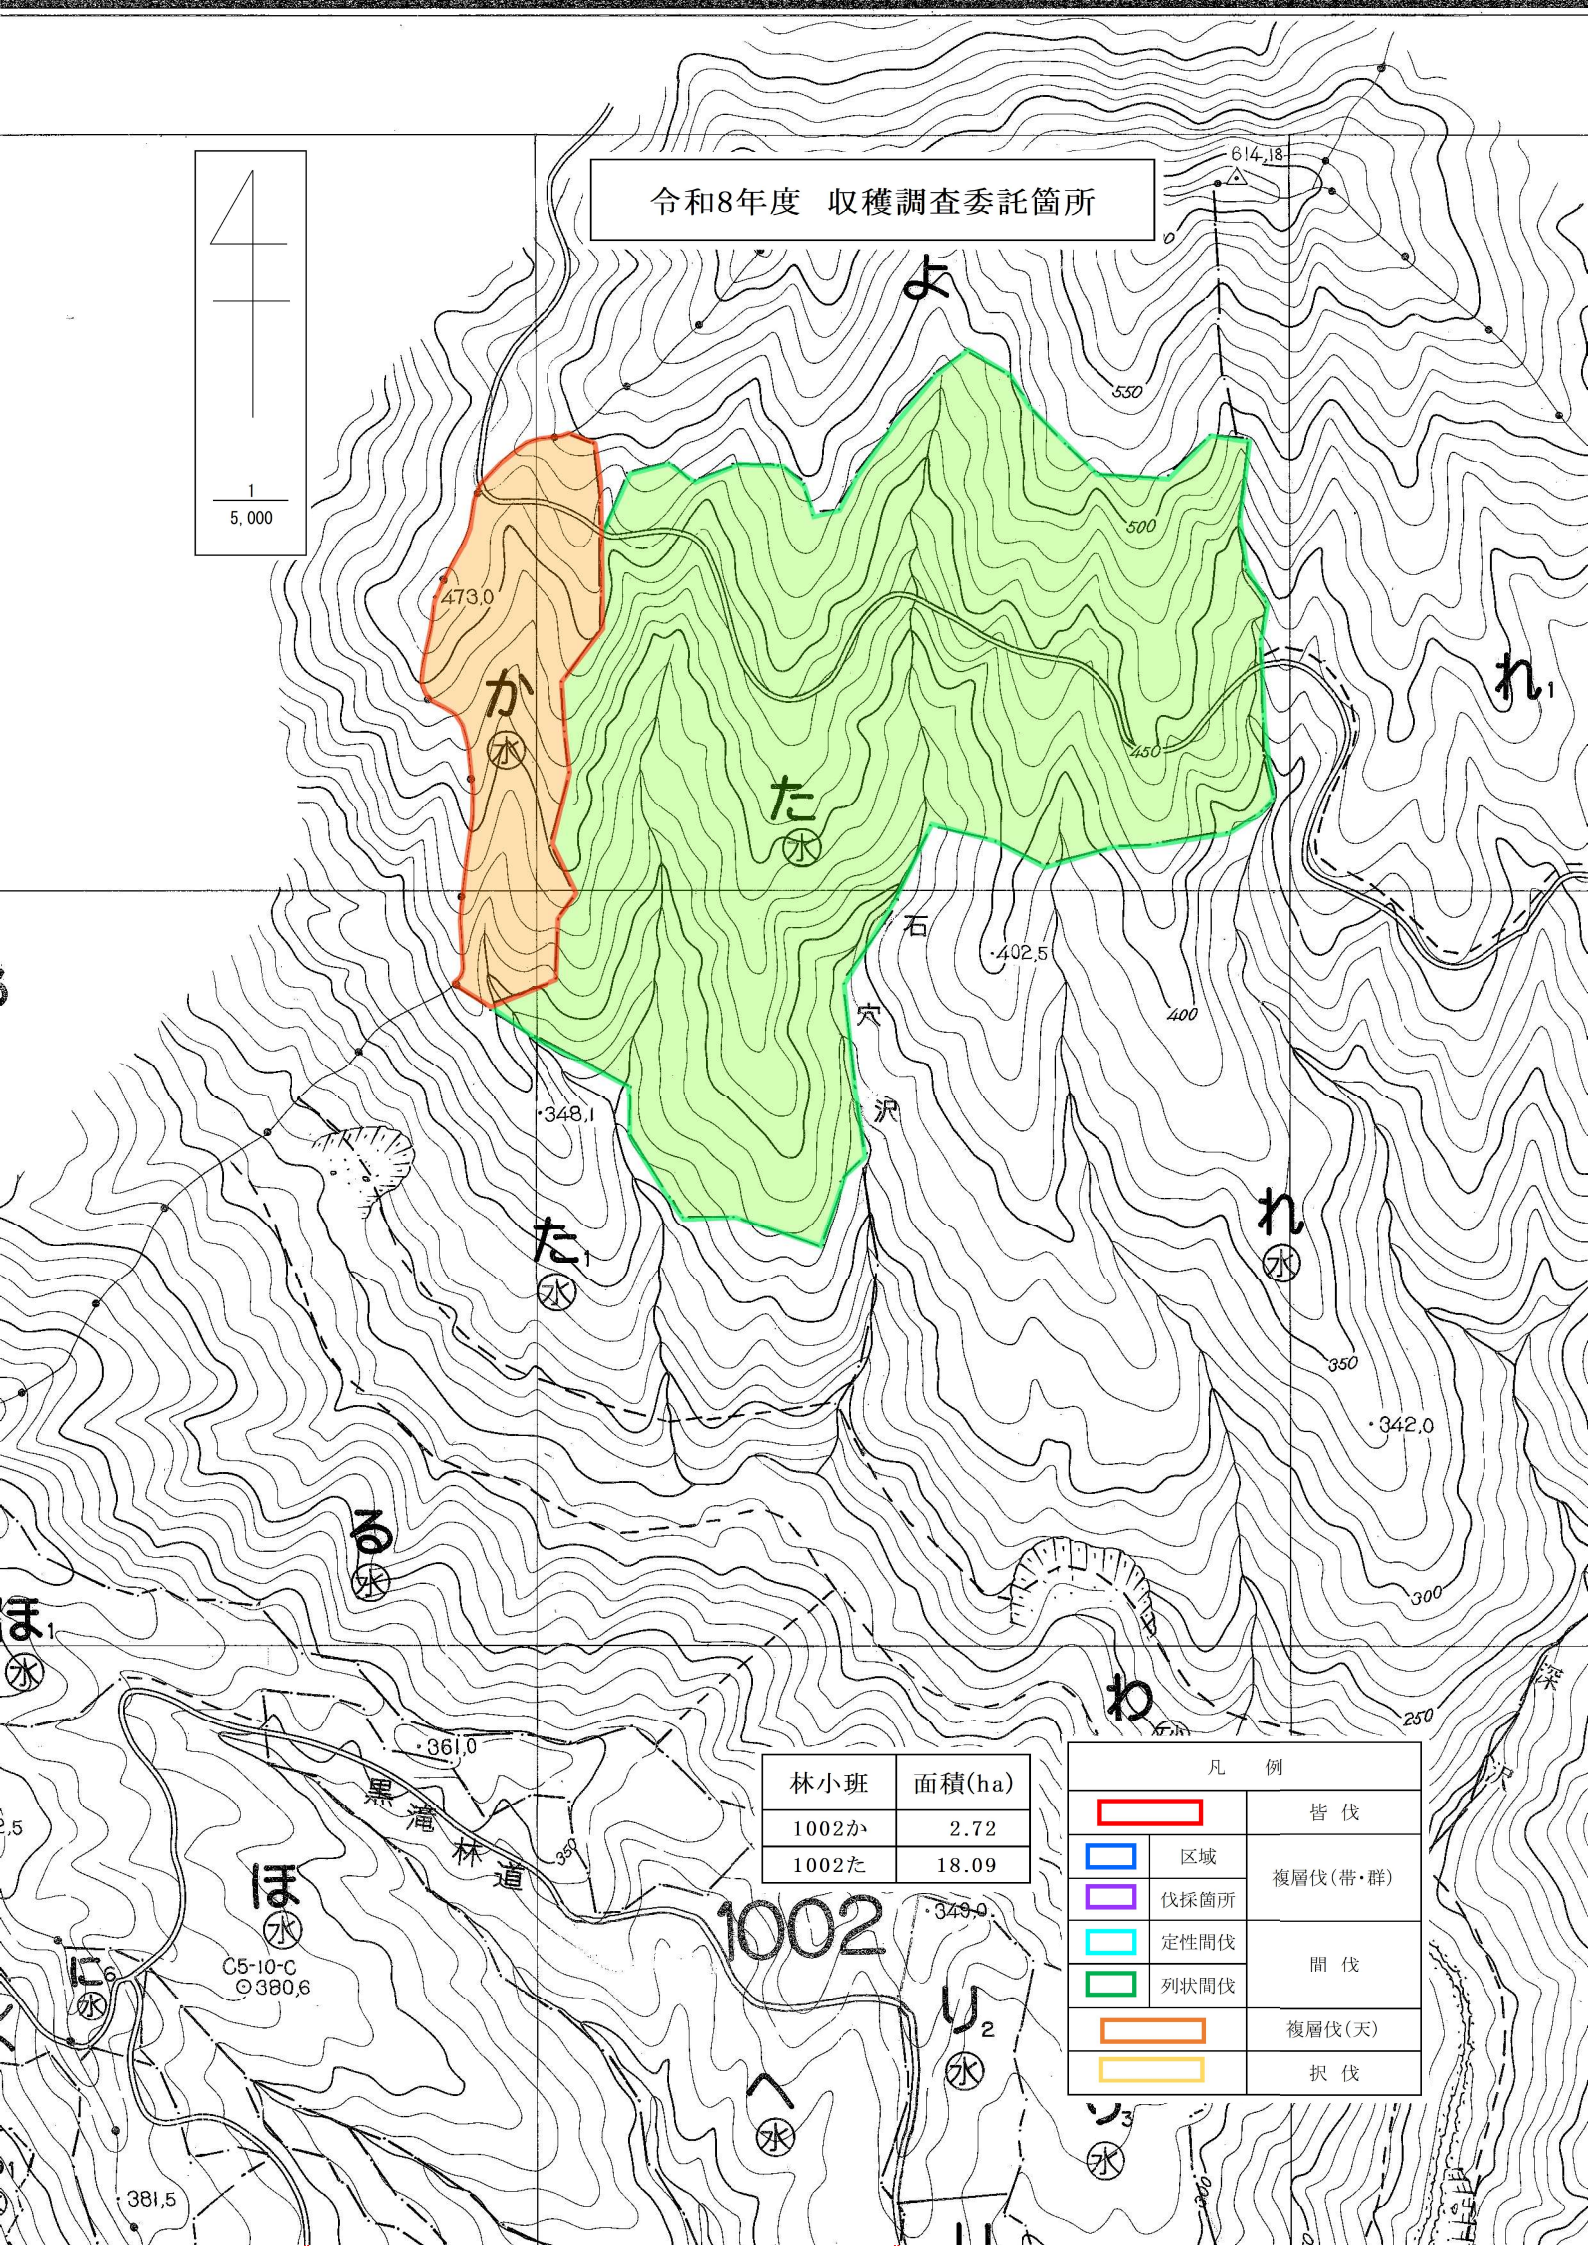 614,18
令和8年度 収穫調査委託箇所
よ
550
1
5,000
500
473,0
か
水
れ1
450
た
水
石
402,5
穴
400
348,1
沢
れ
水
た1
水
350
342,0
る
水
300
ほ1
水
わ
深
250
沢
361,0
黒滝林道
350
林小班 面積(ha)
1002か 2.72
1002た 18.09
凡 例
皆 伐
区域
複層伐(帯・群)
伐採箇所
定性間伐
間 伐
列状間伐
複層伐(天)
択 伐
ほ
水
1002
349,0
C5-10-C
380,6
に6
水
り2
水
へ
水
水
381,5